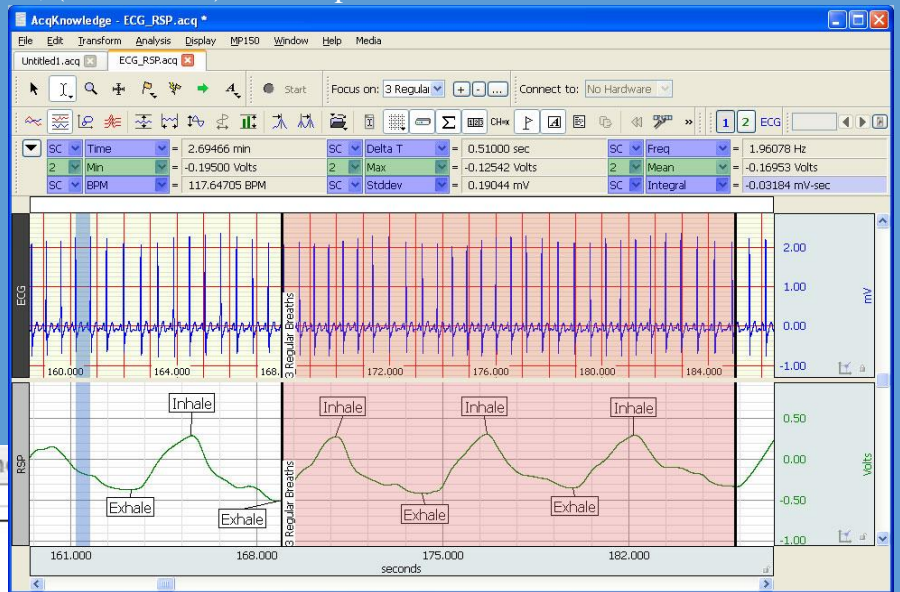 AcqKnowledge - ECG_RSP.acq *
File Edit Transform Analysis Display MP150 Window Help Media
Untitled1.acq ECG_RSP.acq
Start Focus on: 3 Regular + - ... Connect to: No Hardware
CH=x » 1 2 ECG
SC Time = 2.69466 min SC Delta T = 0.51000 sec SC Freq = 1.96078 Hz
2 Min = -0.19500 Volts 2 Max = -0.12542 Volts 2 Mean = -0.16953 Volts
SC BPM = 117.64705 BPM SC Stddev = 0.19044 mV SC Integral = -0.03184 mV-sec
ECG
3 Regular Breaths
2.00
1.00
0.00
-1.00
mV
160.000 164.000 168. 172.000 176.000 180.000 184.000
RSP
Inhale Inhale Inhale Inhale
Exhale Exhale Exhale Exhale
3 Regular Breaths
0.50
0.00
-0.50
-1.00
Volts
161.000 168.000 175.000 182.000
seconds